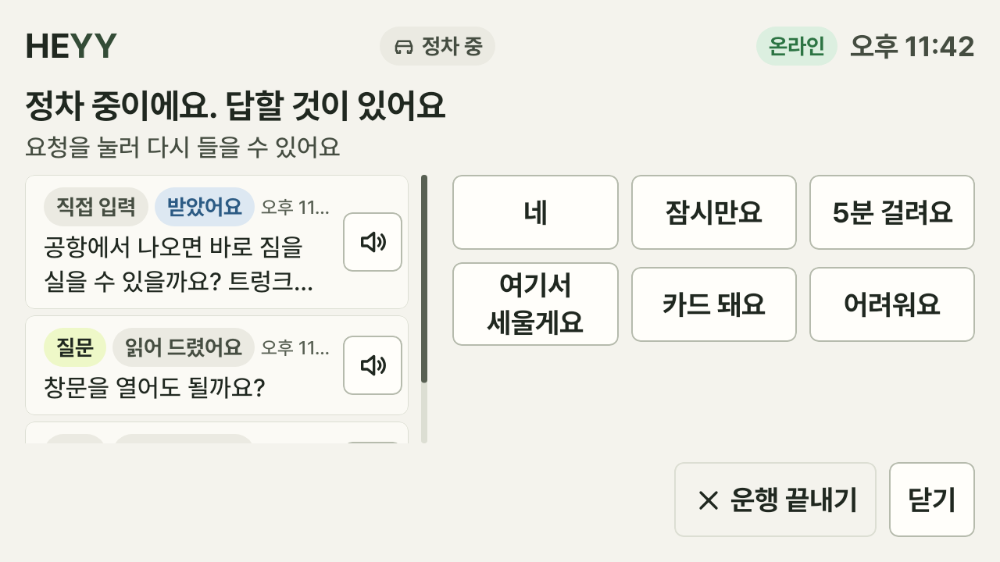 HEYY
정차 중
온라인
오후 11:42
정차 중이에요. 답할 것이 있어요
요청을 눌러 다시 들을 수 있어요
직접 입력
받았어요
오후 11...
공항에서 나오면 바로 짐을
실을 수 있을까요? 트렁크...
질문
읽어 드렸어요
오후 11...
창문을 열어도 될까요?
네
잠시만요
5분 걸려요
여기서
세울게요
카드 돼요
어려워요
운행 끝내기
닫기